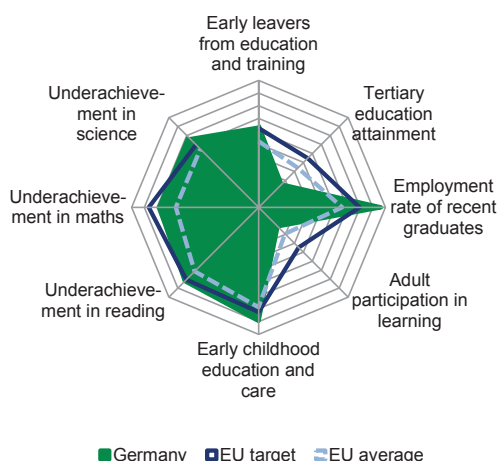 Early leavers
from education
and training
Tertiary
education
attainment
Employment
rate of recent
graduates
Adult
participation in
learning
Early childhood
education and
care
Underachieve-
ment in reading
Underachieve-
ment in maths
Underachieve-
ment in
science
Germany EU target EU average